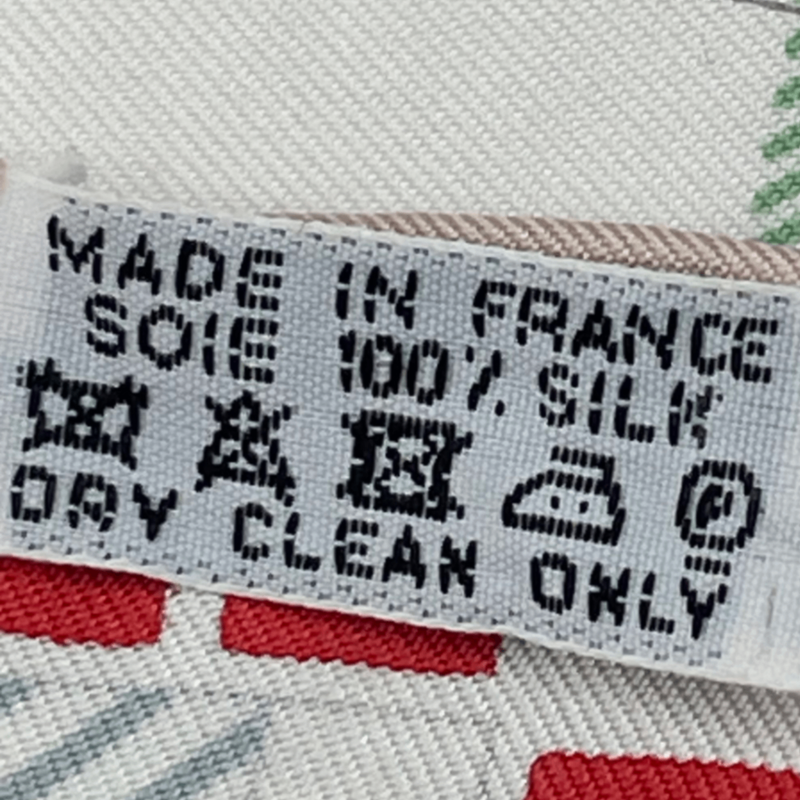 MADE IN FRANCE
SOIE 100% SILK
P
DRY CLEAN ONLY